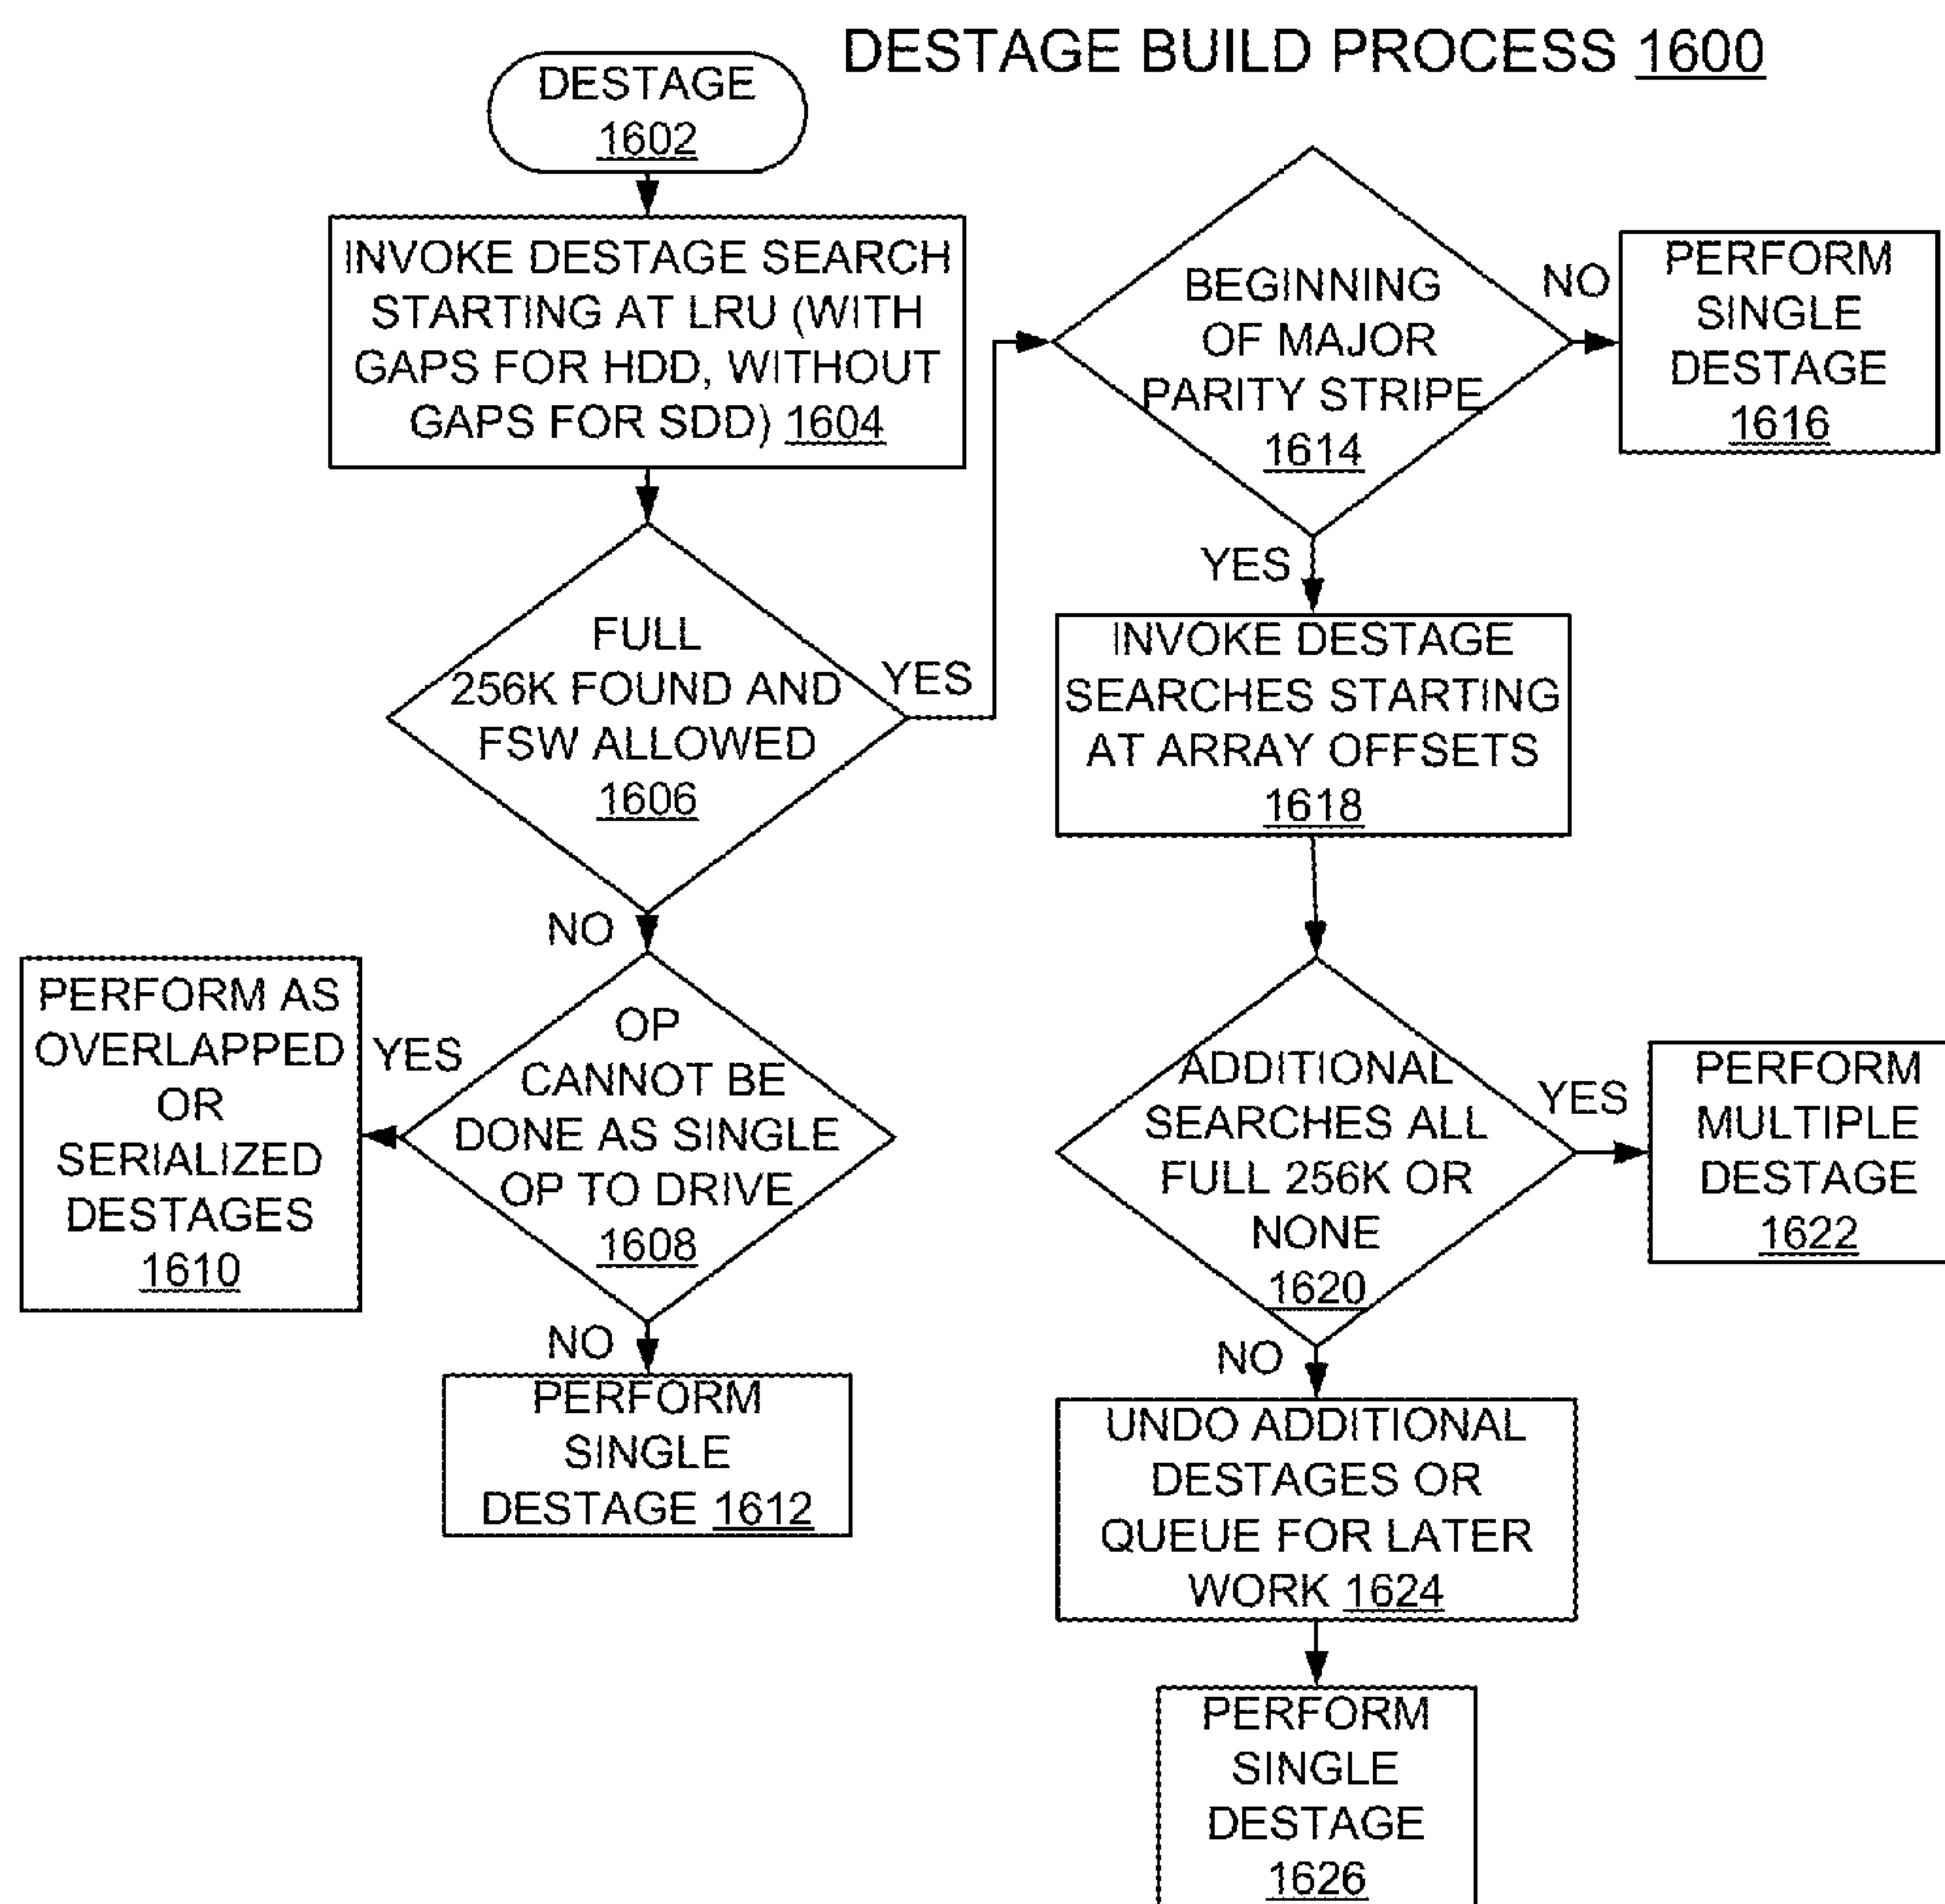 DESTAGE BUILD PROCESS 1600
DESTAGE
1602
INVOKE DESTAGE SEARCH
STARTING AT LRU (WITH
GAPS FOR HDD, WITHOUT
GAPS FOR SDD) 1604
FULL
256K FOUND AND
FSW ALLOWED
1606
YES
NO
OP
CANNOT BE
DONE AS SINGLE
OP TO DRIVE
1608
YES
PERFORM AS
OVERLAPPED
OR
SERIALIZED
DESTAGES
1610
NO
PERFORM
SINGLE
DESTAGE 1612
BEGINNING
OF MAJOR
PARITY STRIPE
1614
NO
PERFORM
SINGLE
DESTAGE
1616
YES
INVOKE DESTAGE
SEARCHES STARTING
AT ARRAY OFFSETS
1618
ADDITIONAL
SEARCHES ALL
FULL 256K OR
NONE
1620
YES
PERFORM
MULTIPLE
DESTAGE
1622
NO
UNDO ADDITIONAL
DESTAGES OR
QUEUE FOR LATER
WORK 1624
PERFORM
SINGLE
DESTAGE
1626